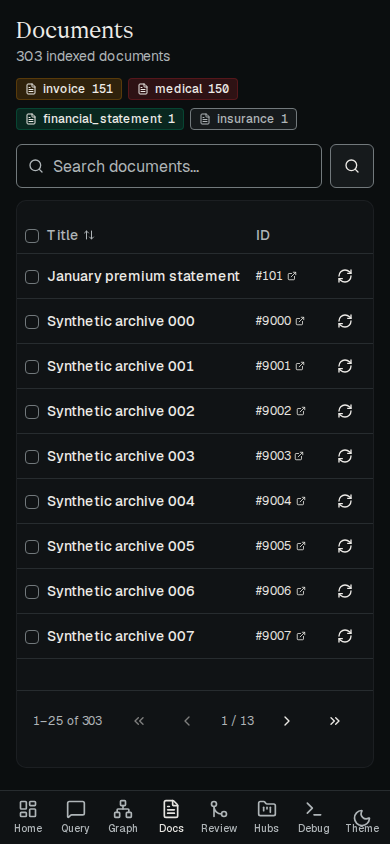 Documents
303 indexed documents
invoice 151
medical 150
financial_statement 1
insurance 1
Search documents...
Title ID
January premium statement #101
Synthetic archive 000 #9000
Synthetic archive 001 #9001
Synthetic archive 002 #9002
Synthetic archive 003 #9003
Synthetic archive 004 #9004
Synthetic archive 005 #9005
Synthetic archive 006 #9006
Synthetic archive 007 #9007
1–25 of 303 1 / 13
Home Query Graph Docs Review Hubs Debug Theme